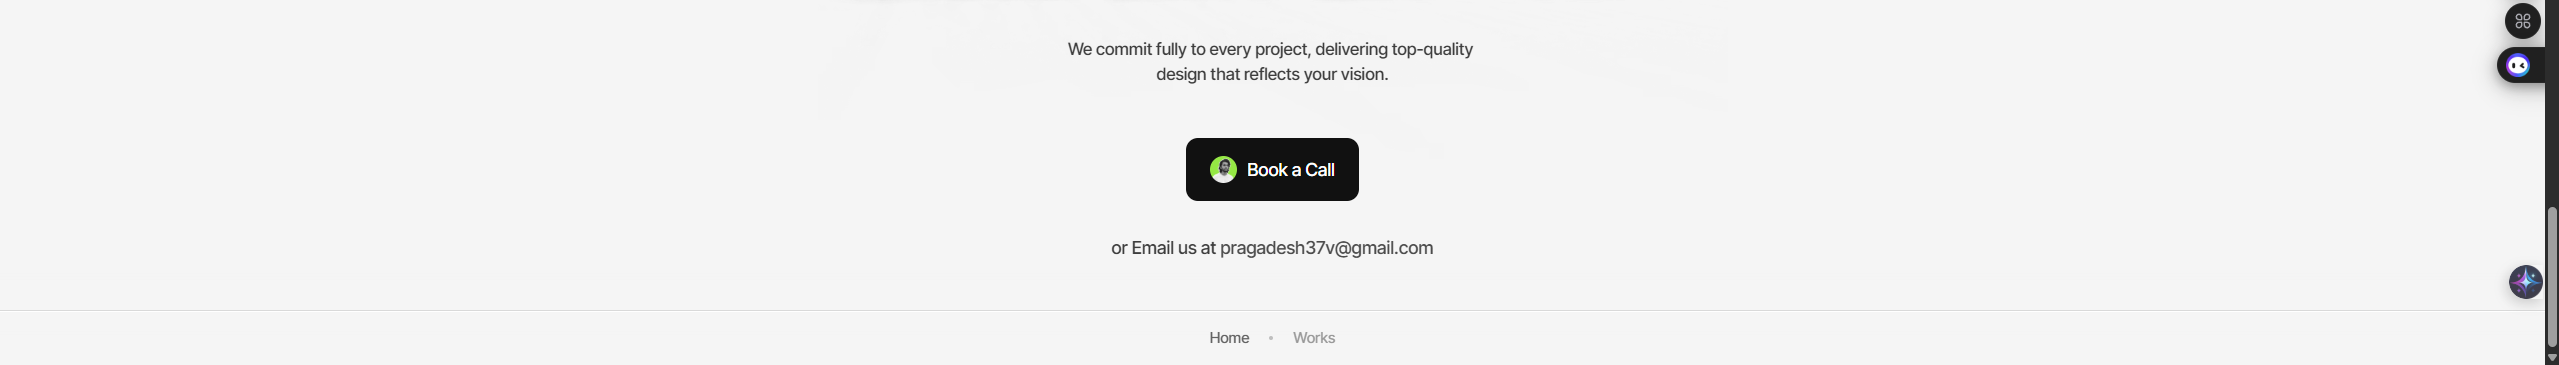 We commit fully to every project, delivering top-quality
design that reflects your vision.
Book a Call
or Email us at pragadesh37v@gmail.com
Home • Works